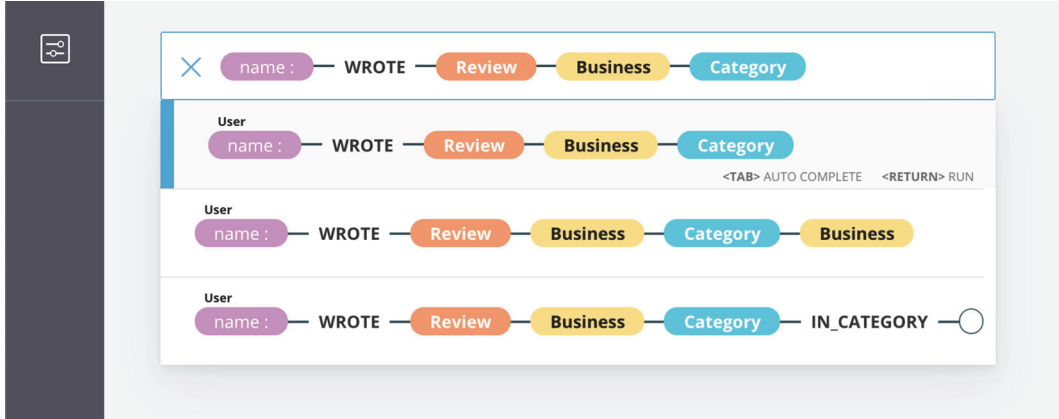 name : WROTE Review Business Category
User
name : WROTE Review Business Category
<TAB> AUTO COMPLETE <RETURN> RUN
User
name : WROTE Review Business Category Business
User
name : WROTE Review Business Category IN_CATEGORY